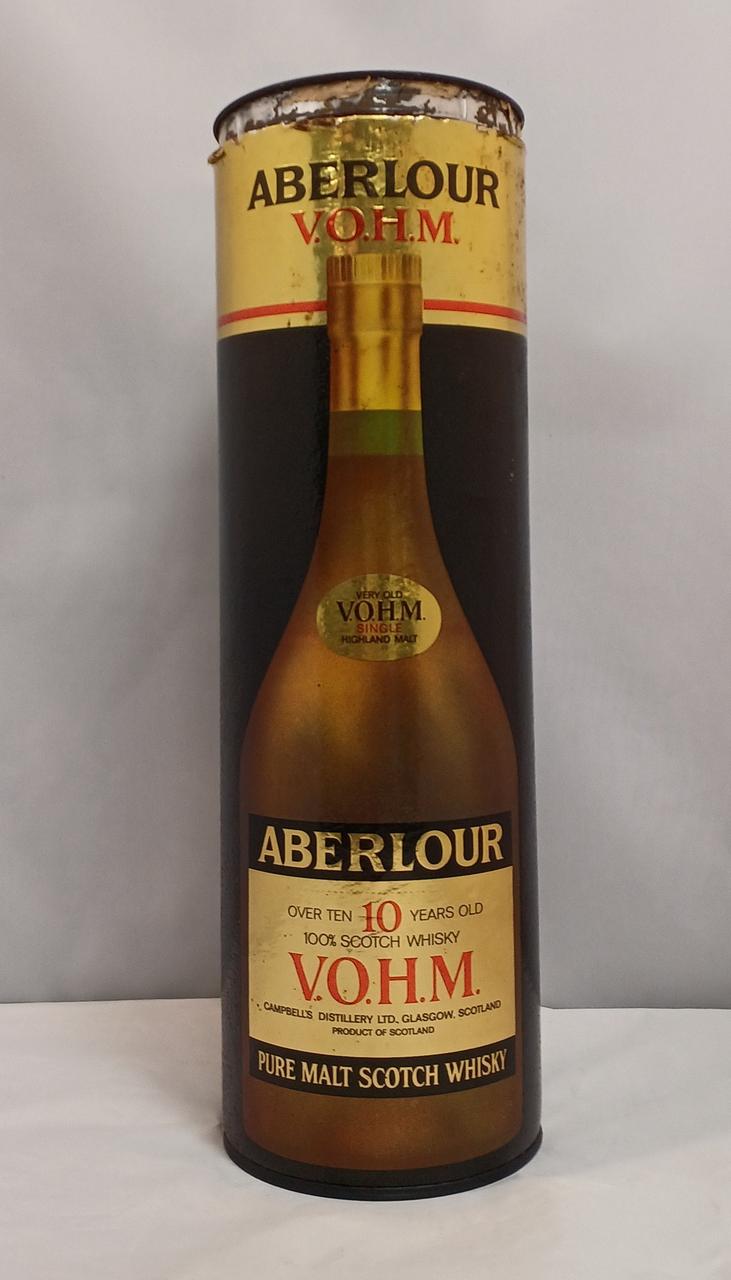 ABERLOUR
V.O.H.M.
VERY OLD
V.O.H.M.
SINGLE
HIGHLAND MALT
ABERLOUR
OVER TEN 10 YEARS OLD
100% SCOTCH WHISKY
V.O.H.M.
CAMPBELL'S DISTILLERY LTD., GLASGOW, SCOTLAND
PRODUCT OF SCOTLAND
PURE MALT SCOTCH WHISKY